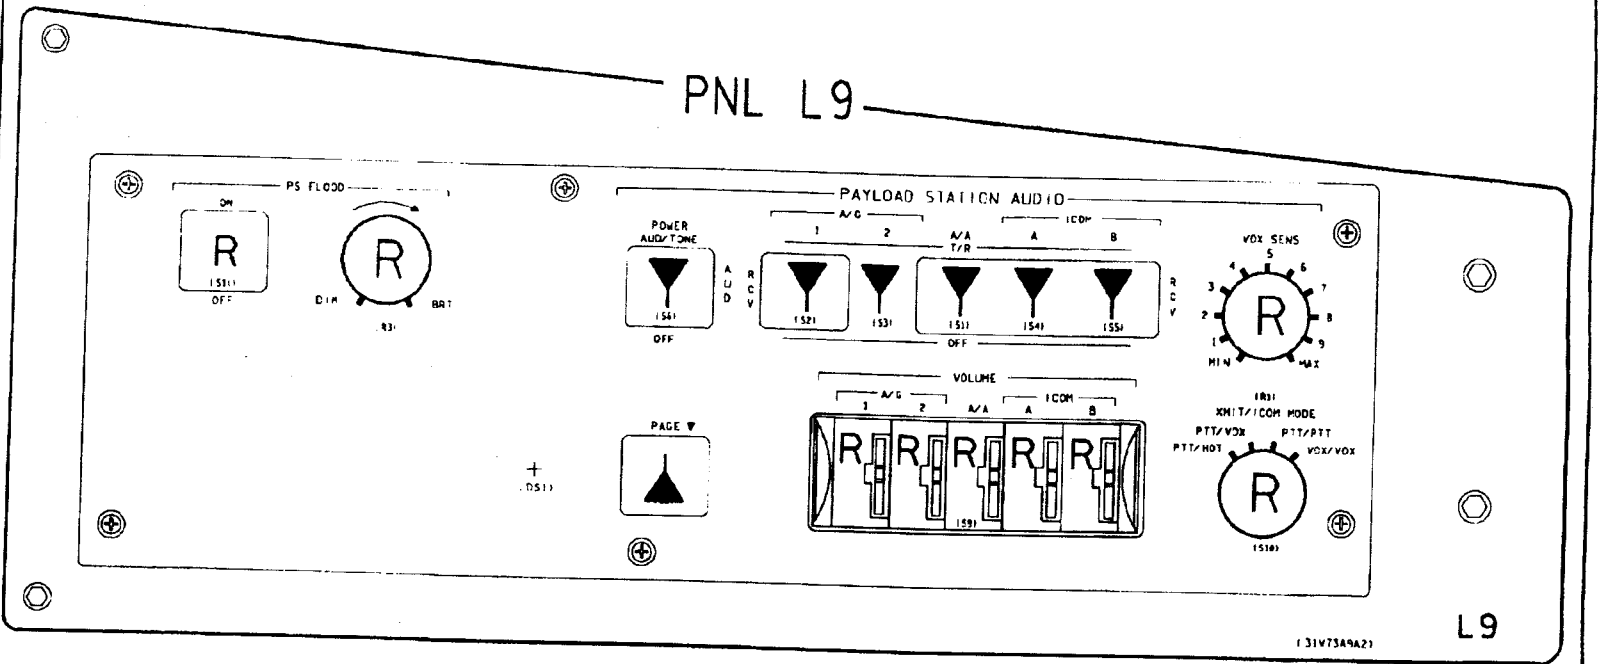 PNL L9
PS FLOOD
ON
R
(S11)
OFF
R
DIM
BRT
(R3)
PAYLOAD STATION AUDIO
POWER
AUD/TONE
AUD
(S6)
OFF
A/G
1 2
A/A
ICOM
A B
T/R
RCV
RCV
(S2) (S3) (S1) (S4) (S5)
OFF
VOX SENS
MIN 1 2 3 4 5 6 7 8 9 MAX
R
(R1)
VOLUME
A/G
1 2
A/A
ICOM
A B
R R R R R
(S9)
PAGE ▼
(DS1)
XMIT/ICOM MODE
PTT/VOX PTT/PTT
PTT/HOT VOX/VOX
R
(S10)
L9
(31V73A9A2)